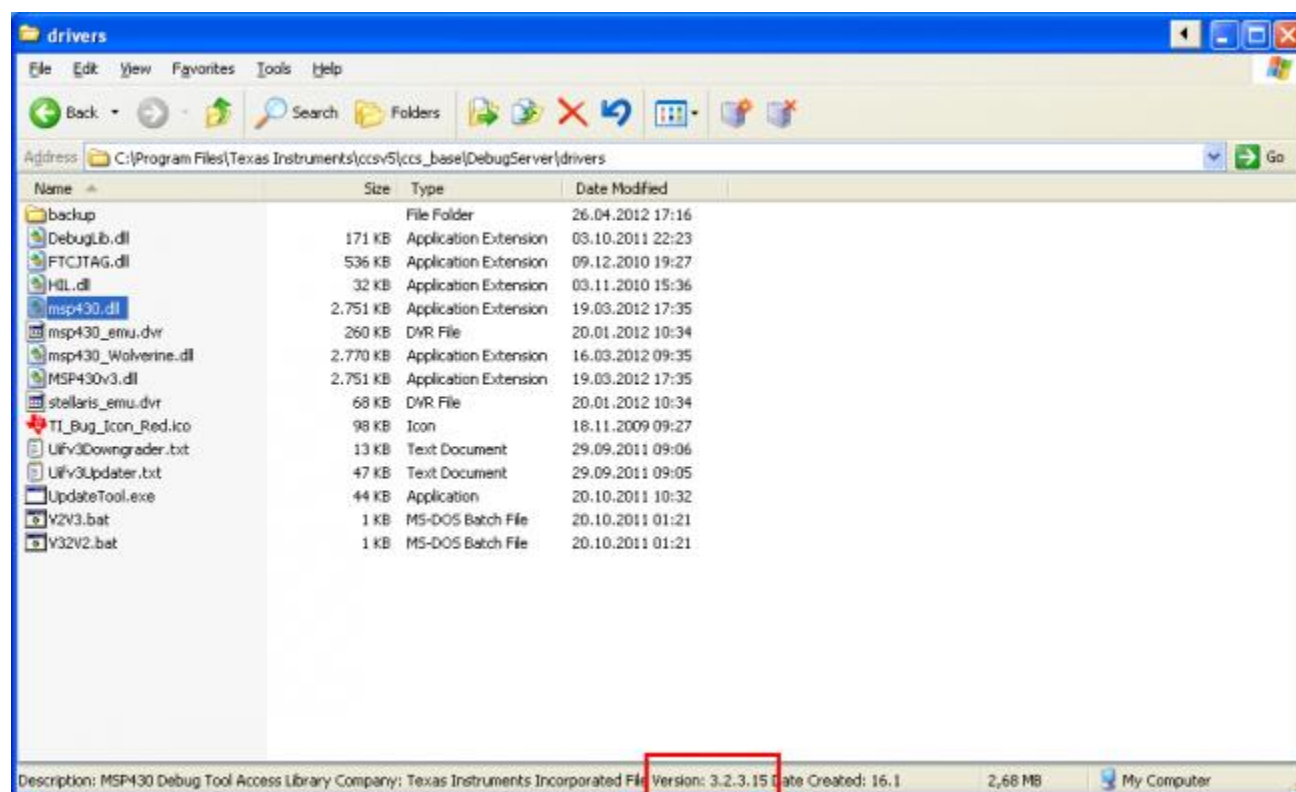 drivers
File Edit View Favorites Tools Help
Back Search Folders
Address C:\Program Files\Texas Instruments\ccsv5\ccs_base\DebugServer\drivers Go
Name Size Type Date Modified
backup File Folder 26.04.2012 17:16
DebugLib.dll 171 KB Application Extension 03.10.2011 22:23
FTCJTAG.dll 536 KB Application Extension 09.12.2010 19:27
HIL.dll 32 KB Application Extension 03.11.2010 15:36
msp430.dll 2.751 KB Application Extension 19.03.2012 17:35
msp430_emu.dvr 260 KB DVR File 20.01.2012 10:34
msp430_Wolverine.dll 2.770 KB Application Extension 16.03.2012 09:35
MSP430v3.dll 2.751 KB Application Extension 19.03.2012 17:35
stellaris_emu.dvr 68 KB DVR File 20.01.2012 10:34
TI_Bug_Icon_Red.ico 98 KB Icon 18.11.2009 09:27
Uifv3Downgrader.txt 13 KB Text Document 29.09.2011 09:06
Uifv3Updater.txt 47 KB Text Document 29.09.2011 09:05
UpdateTool.exe 44 KB Application 20.10.2011 10:32
V2V3.bat 1 KB MS-DOS Batch File 20.10.2011 01:21
V32V2.bat 1 KB MS-DOS Batch File 20.10.2011 01:21
Description: MSP430 Debug Tool Access Library Company: Texas Instruments Incorporated File Version: 3.2.3.15 Date Created: 16.1 2,68 MB My Computer